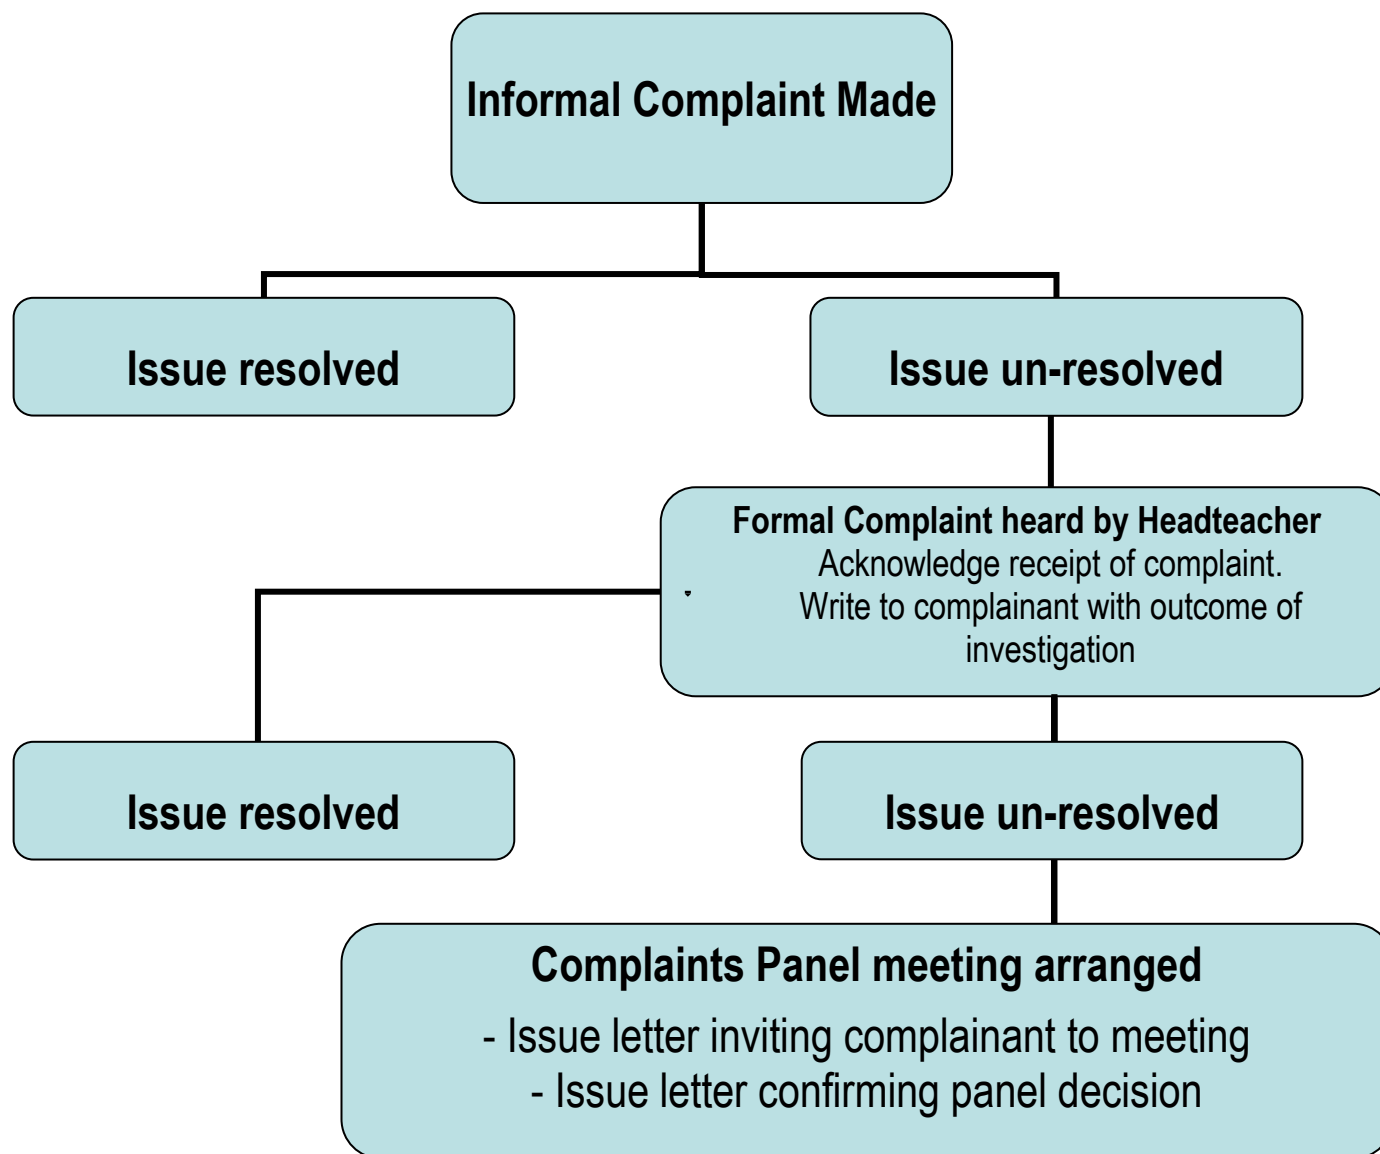 Informal Complaint Made
Issue resolved
Issue un-resolved
Formal Complaint heard by Headteacher
Acknowledge receipt of complaint.
Write to complainant with outcome of
investigation
Issue resolved
Issue un-resolved
Complaints Panel meeting arranged
- Issue letter inviting complainant to meeting
- Issue letter confirming panel decision